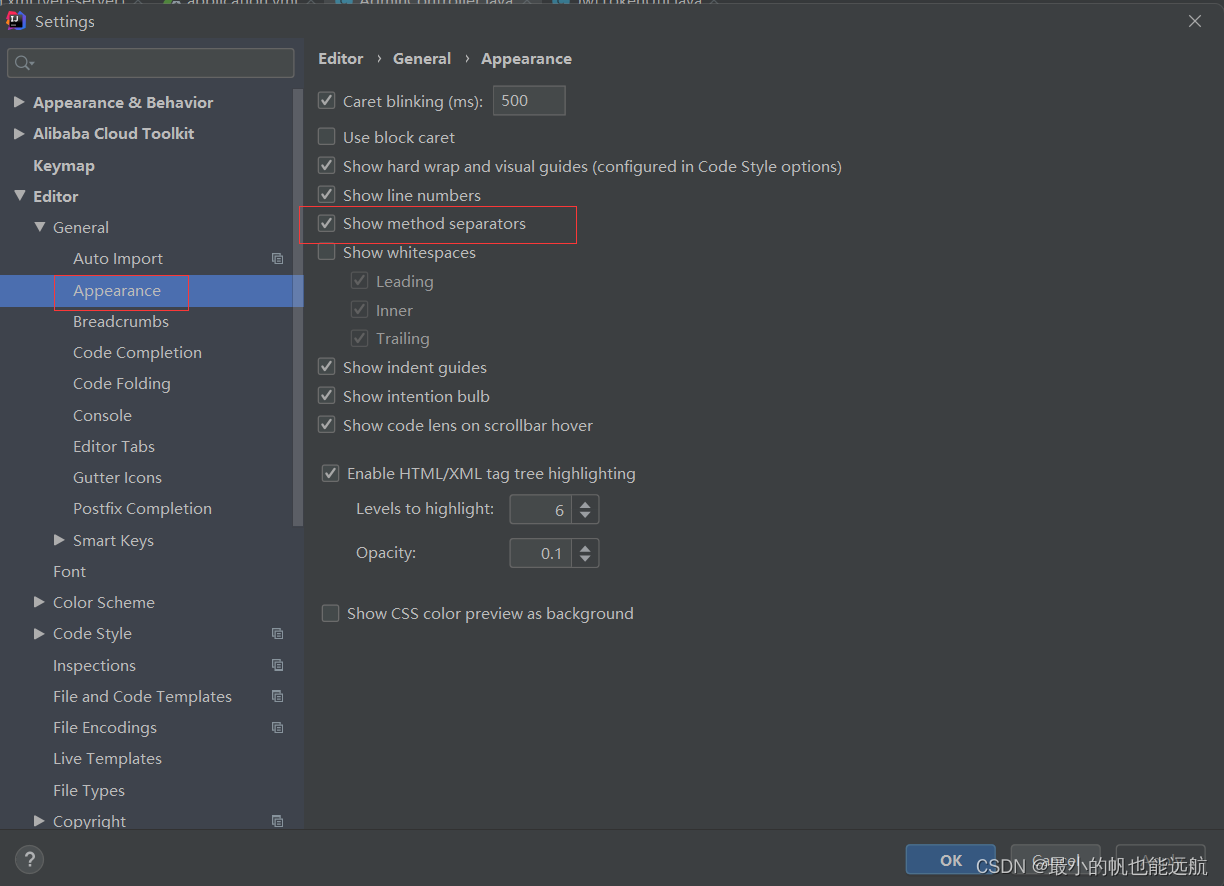 application.yml
AdminController.java
Settings
Editor › General › Appearance
Appearance & Behavior
Alibaba Cloud Toolkit
Keymap
Editor
General
Auto Import
Appearance
Breadcrumbs
Code Completion
Code Folding
Console
Editor Tabs
Gutter Icons
Postfix Completion
Smart Keys
Font
Color Scheme
Code Style
Inspections
File and Code Templates
File Encodings
Live Templates
File Types
Copyright
Caret blinking (ms): 500
Use block caret
Show hard wrap and visual guides (configured in Code Style options)
Show line numbers
Show method separators
Show whitespaces
Leading
Inner
Trailing
Show indent guides
Show intention bulb
Show code lens on scrollbar hover
Enable HTML/XML tag tree highlighting
Levels to highlight: 6
Opacity: 0.1
Show CSS color preview as background
?
OK
Cancel
CSDN @最小的帆也能远航